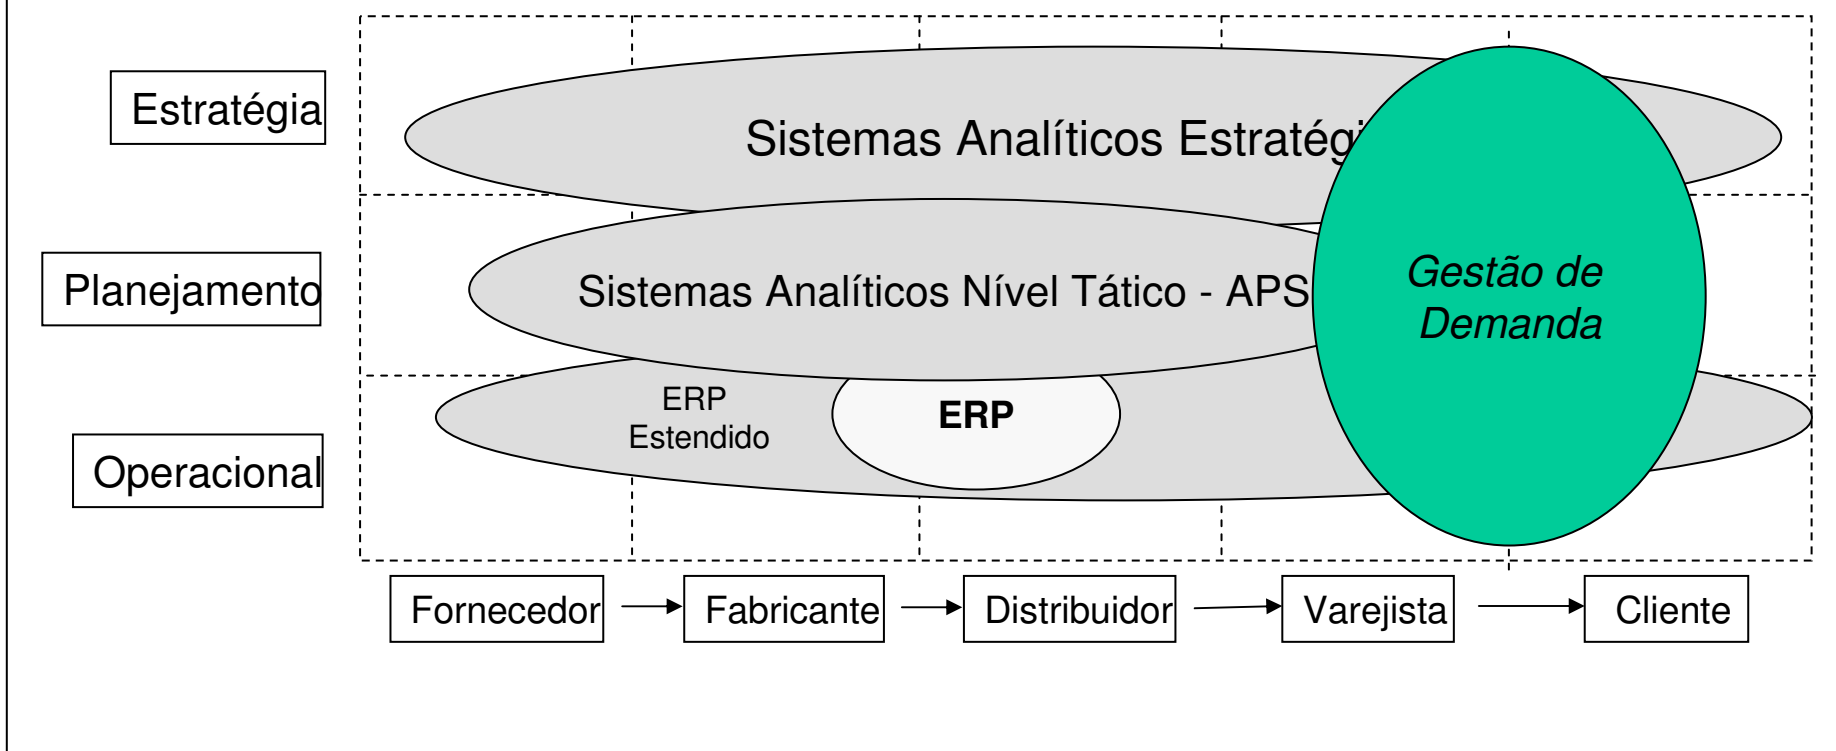 Estratégia
Sistemas Analíticos Estratégi
Planejamento
Sistemas Analíticos Nível Tático - APS
Gestão de
Demanda
Operacional
ERP
Estendido
ERP
Fornecedor
Fabricante
Distribuidor
Varejista
Cliente